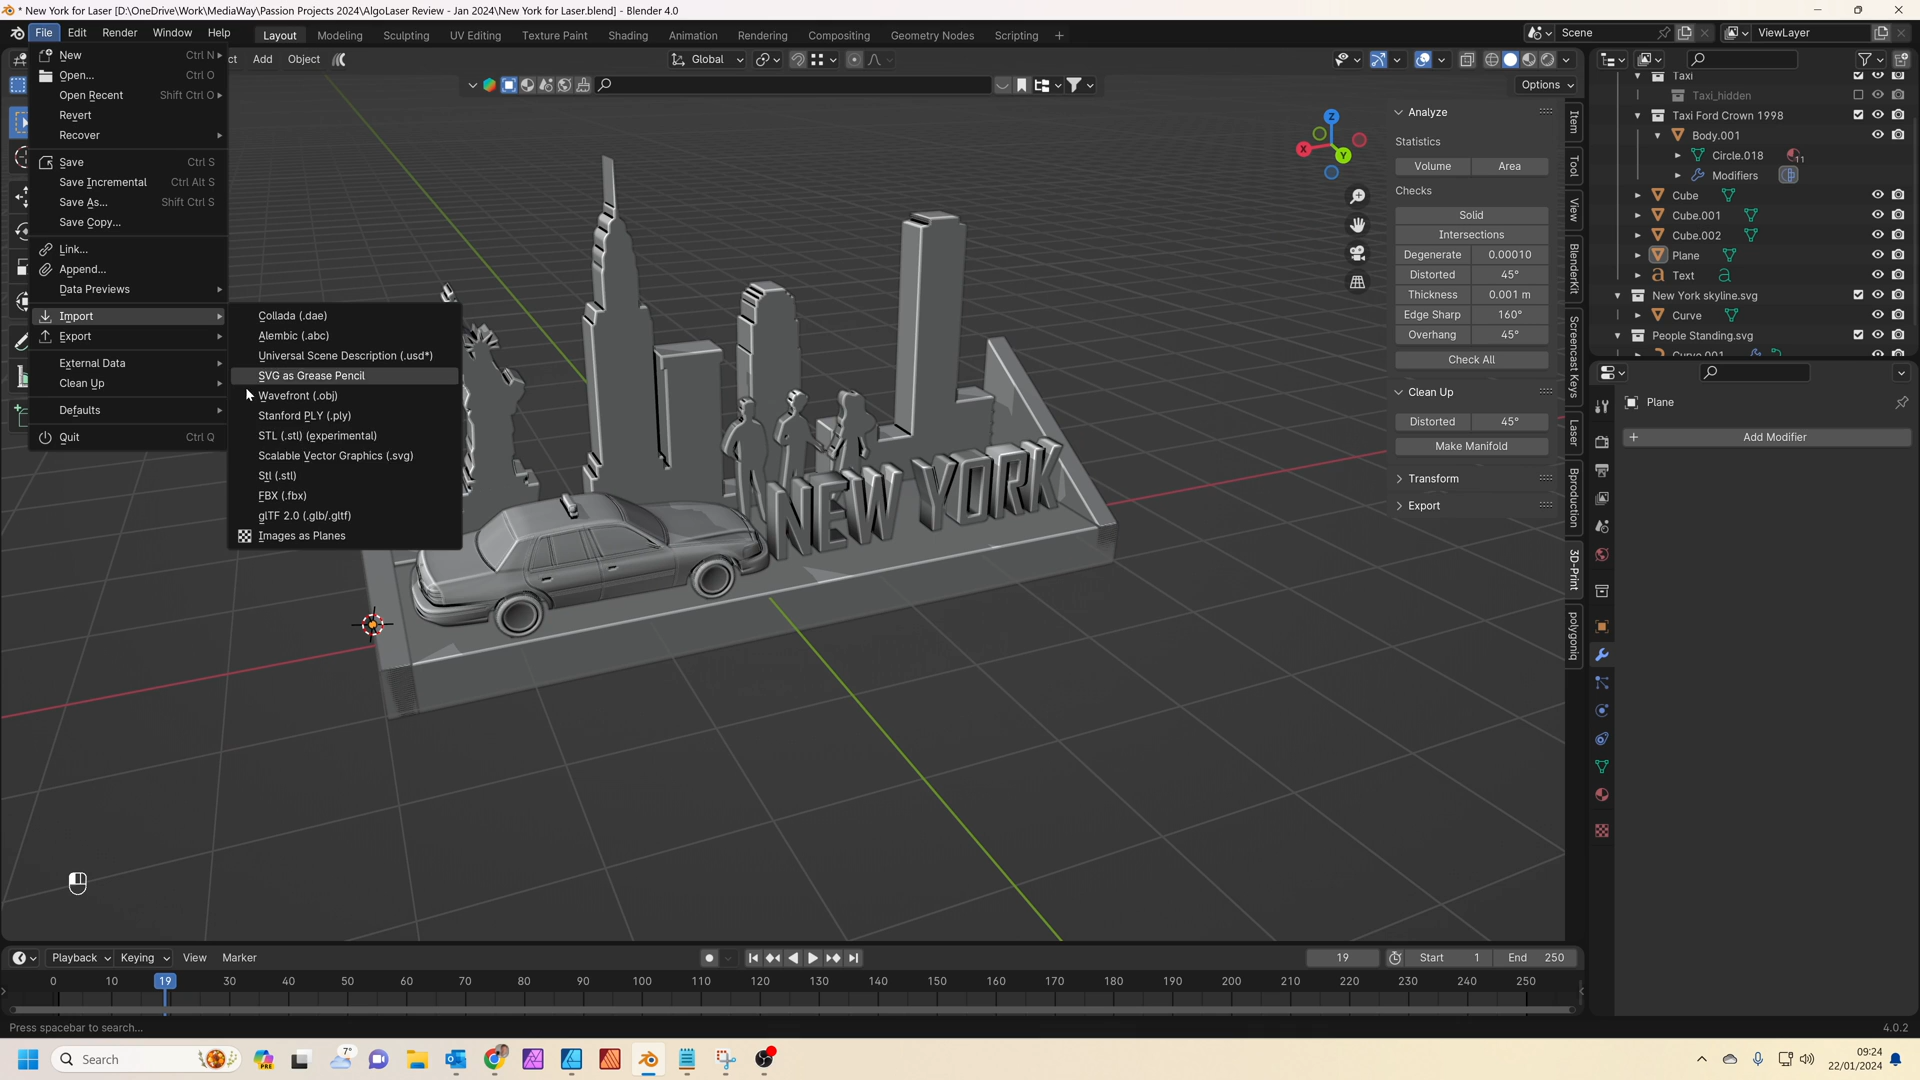 * New York for Laser [D:\OneDrive\Work\MediaWay\Passion Projects 2024\AlgoLaser Review - Jan 2024\New York for Laser.blend] - Blender 4.0
File Edit Render Window Help
Layout Modeling Sculpting UV Editing Texture Paint Shading Animation Rendering Compositing Geometry Nodes Scripting +
Scene
ViewLayer
New Ctrl N
Open... Ctrl O
Open Recent Shift Ctrl O
Revert
Recover
Save Ctrl S
Save Incremental Ctrl Alt S
Save As... Shift Ctrl S
Save Copy...
Link...
Append...
Data Previews
Import
Export
External Data
Clean Up
Defaults
Quit Ctrl Q
Collada (.dae)
Alembic (.abc)
Universal Scene Description (.usd*)
SVG as Grease Pencil
Wavefront (.obj)
Stanford PLY (.ply)
STL (.stl) (experimental)
Scalable Vector Graphics (.svg)
Stl (.stl)
FBX (.fbx)
glTF 2.0 (.glb/.gltf)
Images as Planes
ct Add Object
Global
Options
NEW YORK
Z
X
Y
Analyze
Statistics
Volume Area
Checks
Solid
Intersections
Degenerate 0.00010
Distorted 45°
Thickness 0.001 m
Edge Sharp 160°
Overhang 45°
Check All
Clean Up
Distorted 45°
Make Manifold
Transform
Export
Item
Tool
View
BlenderKit
Screencast Keys
Laser
Bproduction
3D-Print
polygoniq
Taxi
Taxi_hidden
Taxi Ford Crown 1998
Body.001
Circle.018 11
Modifiers
Cube
Cube.001
Cube.002
Plane
Text
New York skyline.svg
Curve
People Standing.svg
Curve.001
Plane
+ Add Modifier
Playback Keying View Marker
19 Start 1 End 250
0 10 19 30 40 50 60 70 80 90 100 110 120 130 140 150 160 170 180 190 200 210 220 230 240 250
Press spacebar to search...
4.0.2
Search
PRE
7°
09:24
22/01/2024